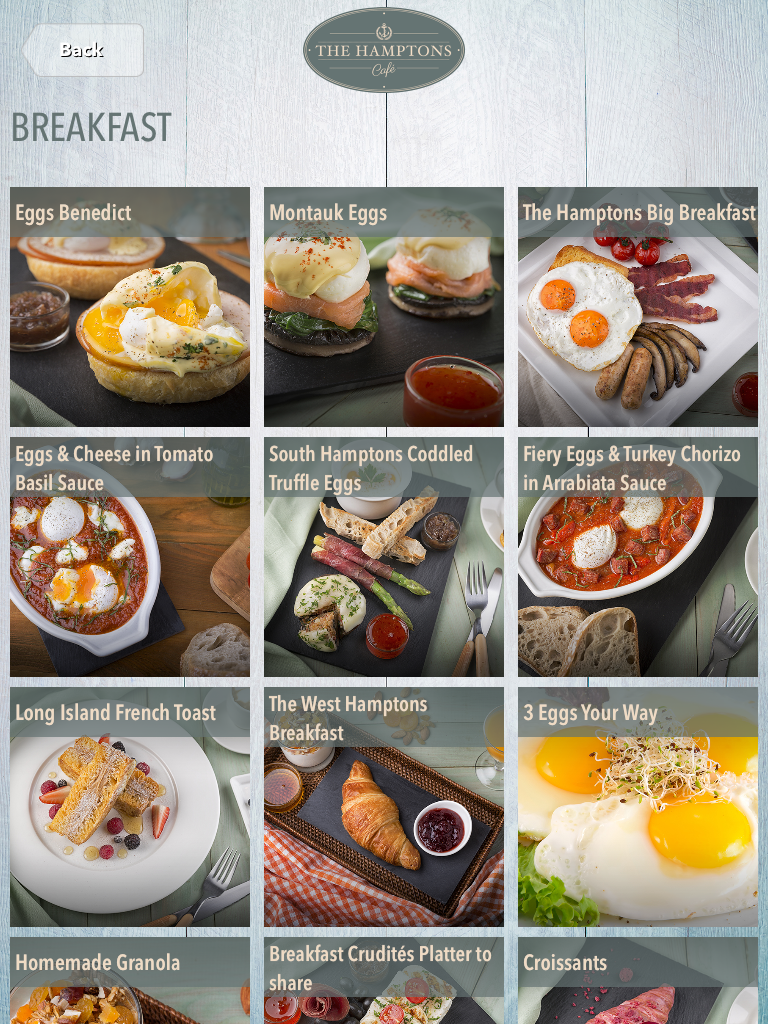 Back
THE HAMPTONS
Café
BREAKFAST
Eggs Benedict
Montauk Eggs
The Hamptons Big Breakfast
Eggs & Cheese in Tomato
Basil Sauce
South Hamptons Coddled
Truffle Eggs
Fiery Eggs & Turkey Chorizo
in Arrabiata Sauce
Long Island French Toast
The West Hamptons
Breakfast
3 Eggs Your Way
Homemade Granola
Breakfast Crudités Platter to
share
Croissants